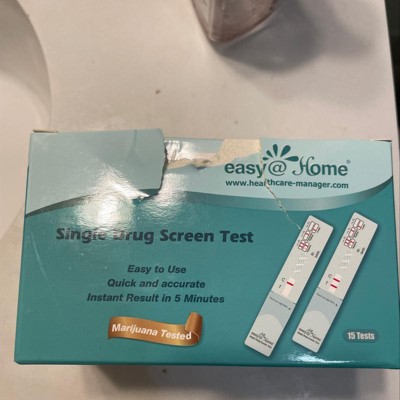 easy@Home®
www.healthcare-manager.com
Single Drug Screen Test
Easy to Use
Quick and accurate
Instant Result in 5 Minutes
Marijuana Tested
15 Tests